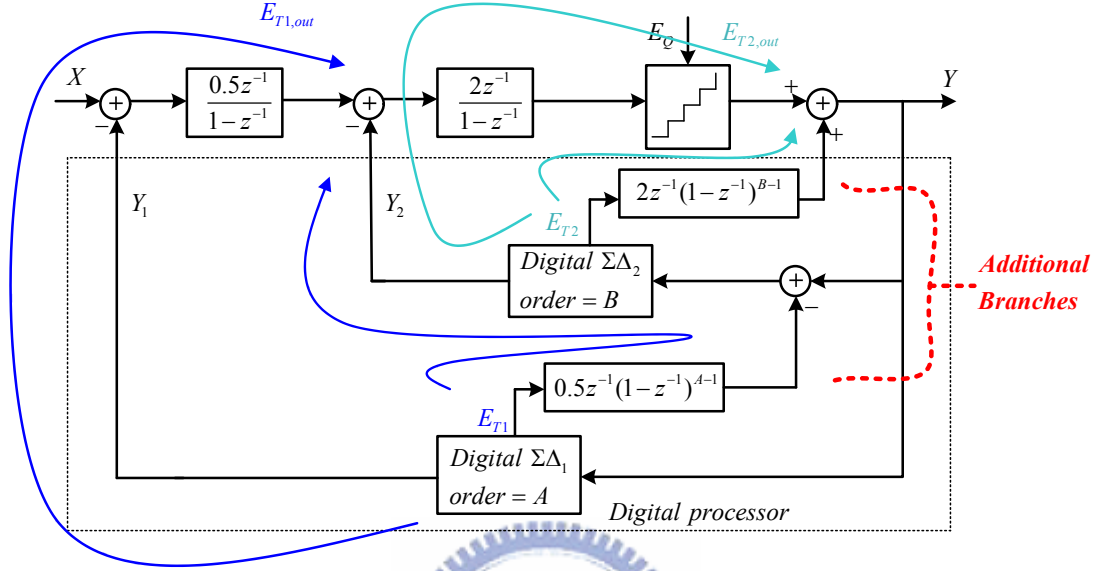 E_{T1,out}
E_Q
E_{T2,out}
X
+
−
\frac{0.5z^{-1}}{1-z^{-1}}
+
−
\frac{2z^{-1}}{1-z^{-1}}
+
+
+
Y
Y_1
Y_2
2z^{-1}(1-z^{-1})^{B-1}
E_{T2}
Digital ΣΔ_2
order = B
+
−
Additional
Branches
0.5z^{-1}(1-z^{-1})^{A-1}
E_{T1}
Digital ΣΔ_1
order = A
Digital processor